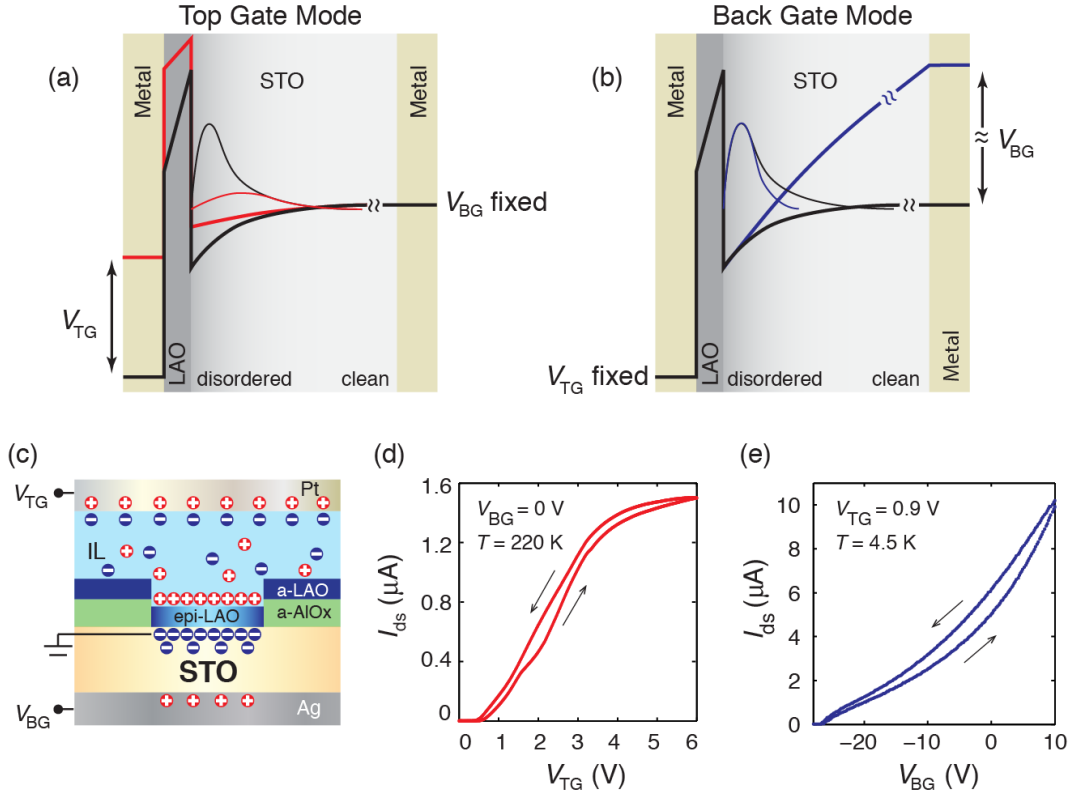 Top Gate Mode
(a)
Metal
STO
Metal
V_TG
V_BG fixed
LAO
disordered
clean
Back Gate Mode
(b)
Metal
STO
≈ V_BG
V_TG fixed
LAO
disordered
clean
Metal
(c)
V_TG
Pt
IL
a-LAO
epi-LAO
a-AlOx
STO
V_BG
Ag
(d)
I_ds (μA)
1.6
1.2
0.8
0.4
0
V_BG = 0 V
T = 220 K
0 1 2 3 4 5 6
V_TG (V)
(e)
I_ds (μA)
10
8
6
4
2
0
V_TG = 0.9 V
T = 4.5 K
−20 −10 0 10
V_BG (V)